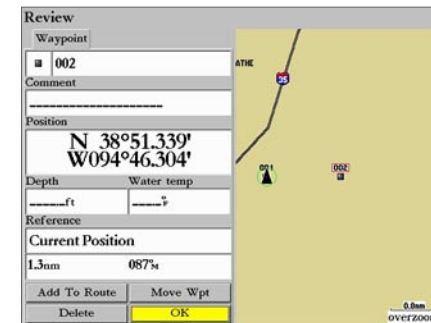 Review
Waypoint
002
Comment
--------------------
Position
N 38°51.339'
W094°46.304'
Depth Water temp
------ft -----°F
Reference
Current Position
1.3nm 087°M
Add To Route Move Wpt
Delete OK
ATHE
35
001 002
0.8nm
overzoom